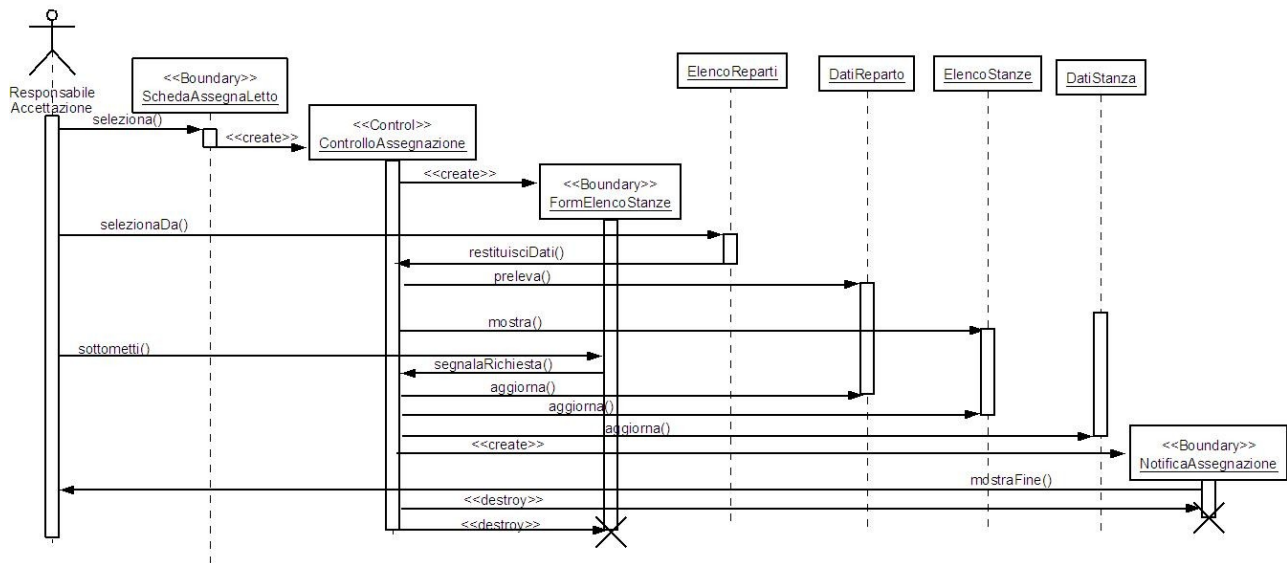 ElencoReparti
DatiReparto
ElencoStanze
DatiStanza
<<Boundary>>
SchedaAssegnaLetto
Responsabile
Accettazione
seleziona()
<<create>>
<<Control>>
ControlloAssegnazione
<<create>>
<<Boundary>>
FormElencoStanze
selezionaDa()
restituisciDati()
preleva()
mostra()
sottometti()
segnalaRichiesta()
aggiorna()
aggiorna()
aggiorna()
<<create>>
<<Boundary>>
NotificaAssegnazione
mostraFine()
<<destroy>>
<<destroy>>